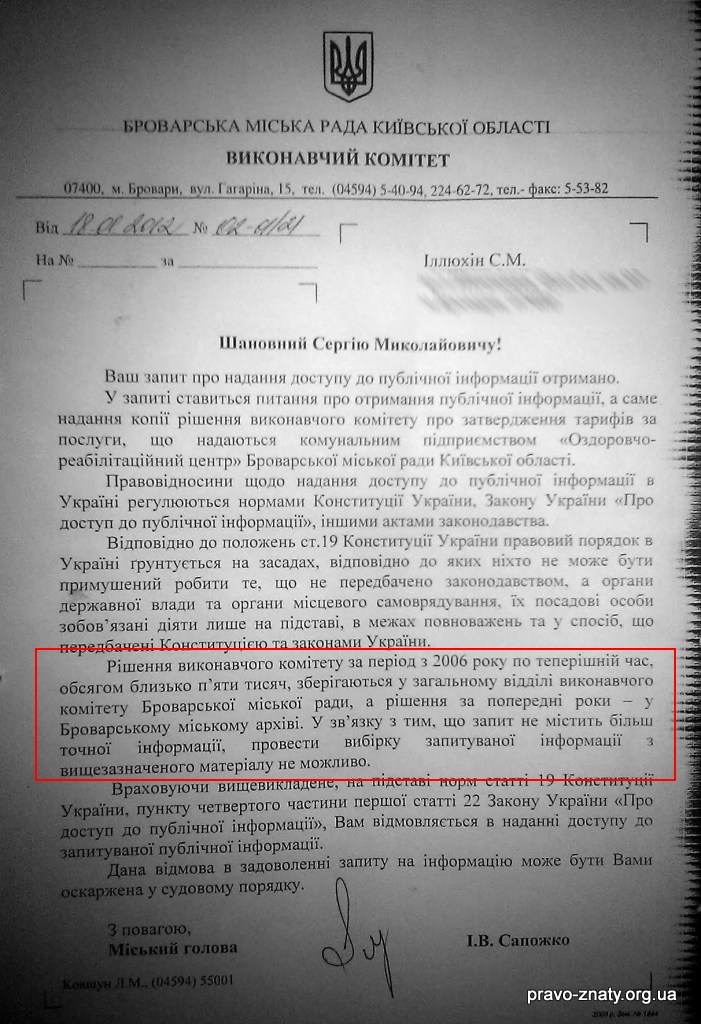 БРОВАРСЬКА МІСЬКА РАДА КИЇВСЬКОЇ ОБЛАСТІ
ВИКОНАВЧИЙ КОМІТЕТ
07400, м. Бровари, вул. Гагаріна, 15, тел. (04594) 5-40-94, 224-62-72, тел.- факс: 5-53-82
Від 18 01 2012 №
На № за
Іллюхін С.М.
Шановний Сергію Миколайовичу!
Ваш запит про надання доступу до публічної інформації отримано.
У запиті ставиться питання про отримання публічної інформації, а саме
надання копії рішення виконавчого комітету про затвердження тарифів за
послуги, що надаються комунальним підприємством «Оздоровчо-
реабілітаційний центр» Броварської міської ради Київської області.
Правовідносини щодо надання доступу до публічної інформації в
Україні регулюються нормами Конституції України, Закону України «Про
доступ до публічної інформації», іншими актами законодавства.
Відповідно до положень ст.19 Конституції України правовий порядок в
Україні ґрунтується на засадах, відповідно до яких ніхто не може бути
примушений робити те, що не передбачено законодавством, а органи
державної влади та органи місцевого самоврядування, їх посадові особи
зобов’язані діяти лише на підставі, в межах повноважень та у спосіб, що
передбачені Конституцією та законами України.
Рішення виконавчого комітету за період з 2006 року по теперішній час,
обсягом близько п’яти тисяч, зберігаються у загальному відділі виконавчого
комітету Броварської міської ради, а рішення за попередні роки – у
Броварському міському архіві. У зв’язку з тим, що запит не містить більш
точної інформації, провести вибірку запитуваної інформації з
вищезазначеного матеріалу не можливо.
Враховуючи вищевикладене, на підставі норм статті 19 Конституції
України, пункту четвертого частини першої статті 22 Закону України «Про
доступ до публічної інформації», Вам відмовляється в наданні доступу до
запитуваної публічної інформації.
Дана відмова в задоволенні запиту на інформацію може бути Вами
оскаржена у судовому порядку.
З повагою,
Міський голова
І.В. Сапожко
Ковшун Л.М., (04594) 55001
pravo-znaty.org.ua